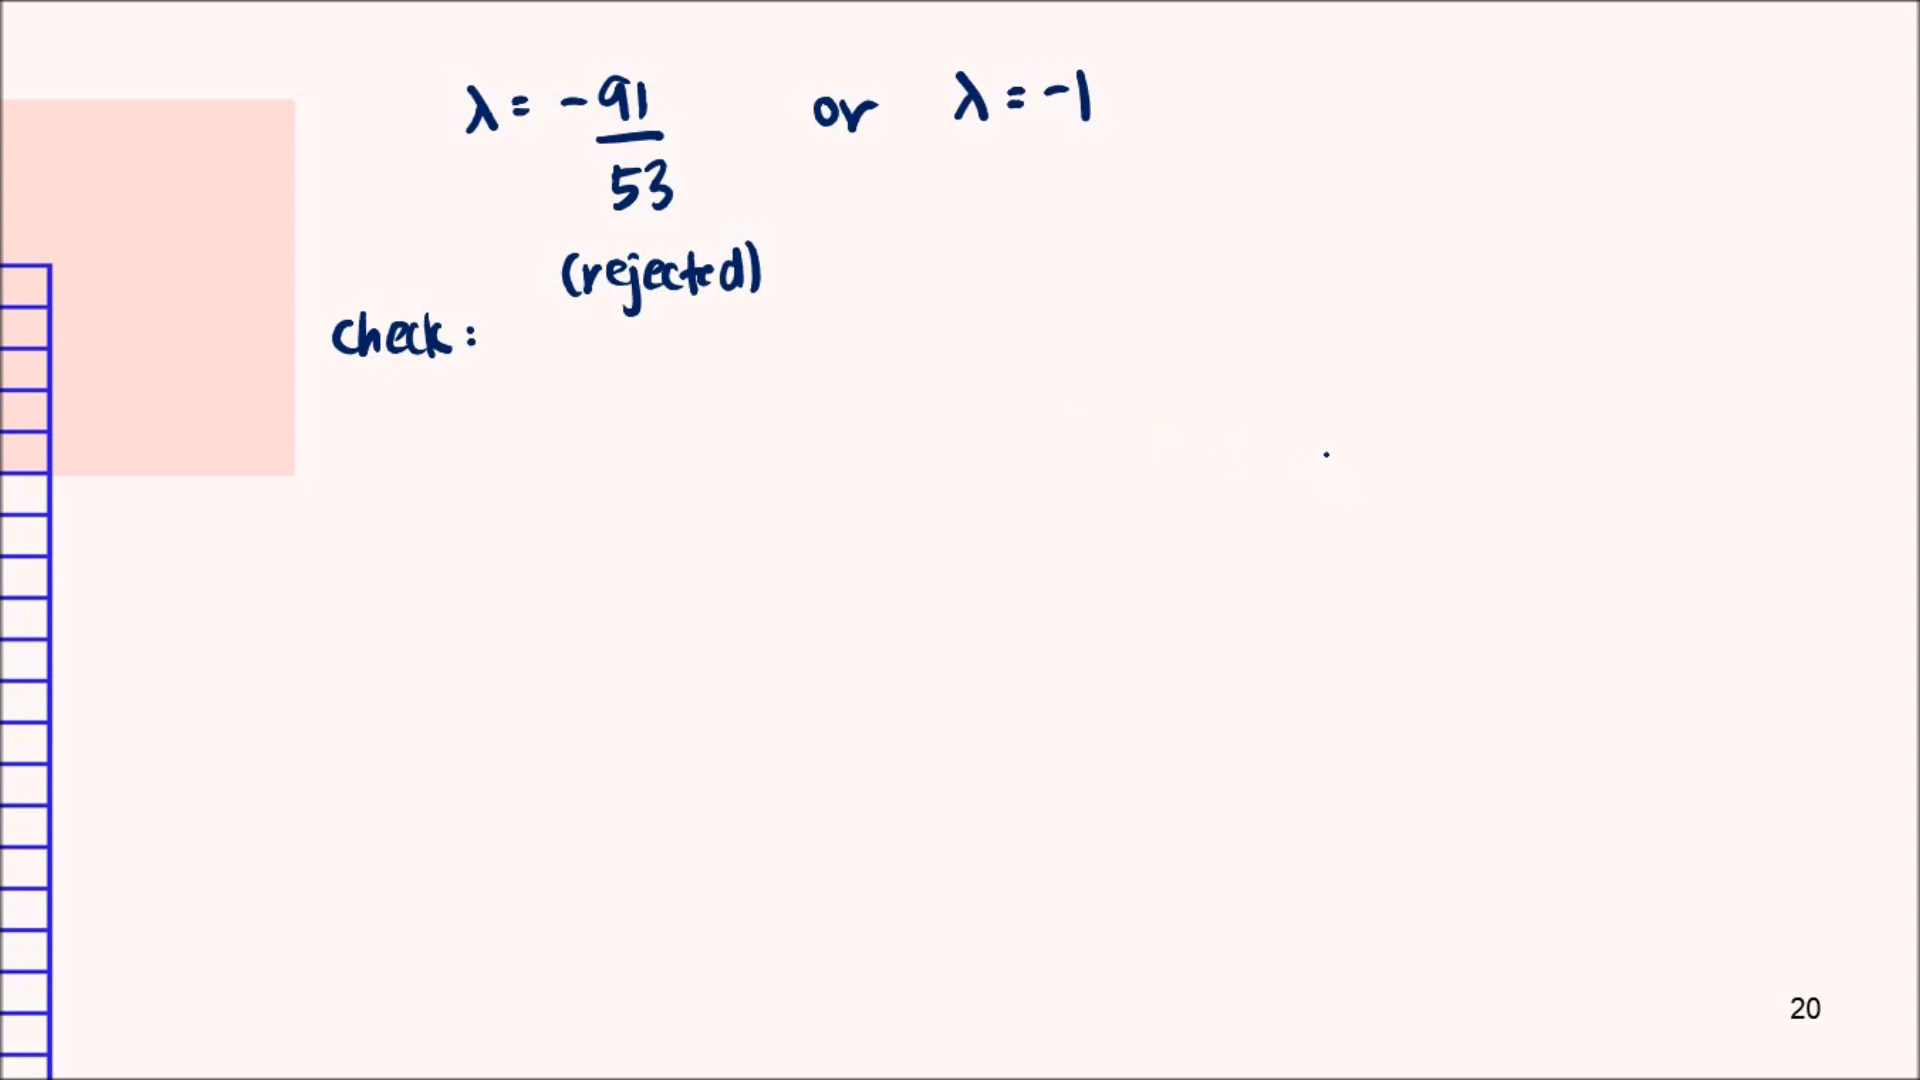 λ = -91/53 or λ = -1
(rejected)
Check :
20